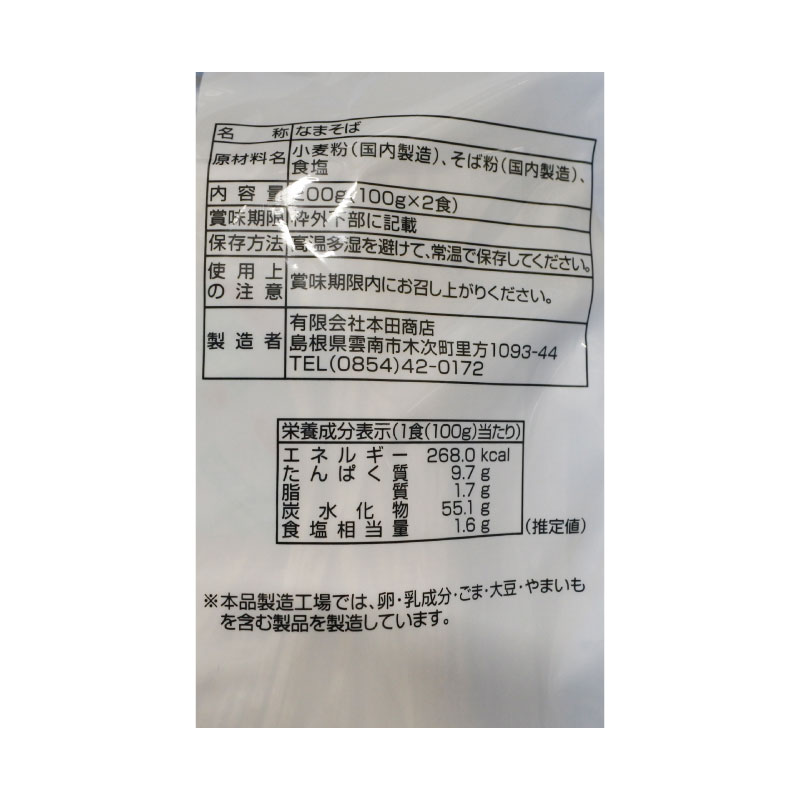 名称 なまそば
原材料名 小麦粉(国内製造)、そば粉(国内製造)、
食塩
内容量 200g(100g×2食)
賞味期限 枠外下部に記載
保存方法 高温多湿を避けて、常温で保存してください。
使用上
の注意 賞味期限内にお召し上がりください。
製造者 有限会社本田商店
島根県雲南市木次町里方1093-44
TEL(0854)42-0172
栄養成分表示(1食(100g)当たり)
エネルギー 268.0 kcal
たんぱく質 9.7 g
脂質 1.7 g
炭水化物 55.1 g
食塩相当量 1.6 g (推定値)
※本品製造工場では、卵・乳成分・ごま・大豆・やまいも
を含む製品を製造しています。